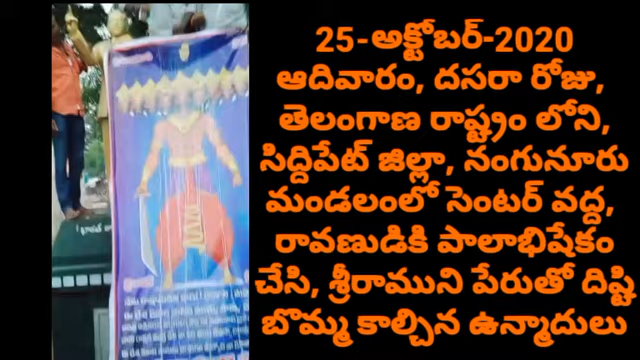 25-అక్టోబర్-2020
ఆదివారం, దసరా రోజు,
తెలంగాణ రాష్ట్రం లోని,
సిద్దిపేట్ జిల్లా, నంగునూరు
మండలంలో సెంటర్ వద్ద,
రావణుడికి పాలాభిషేకం
చేసి, శ్రీరాముని పేరుతో దిష్టి
బొమ్మ కాల్చిన ఉన్మాదులు